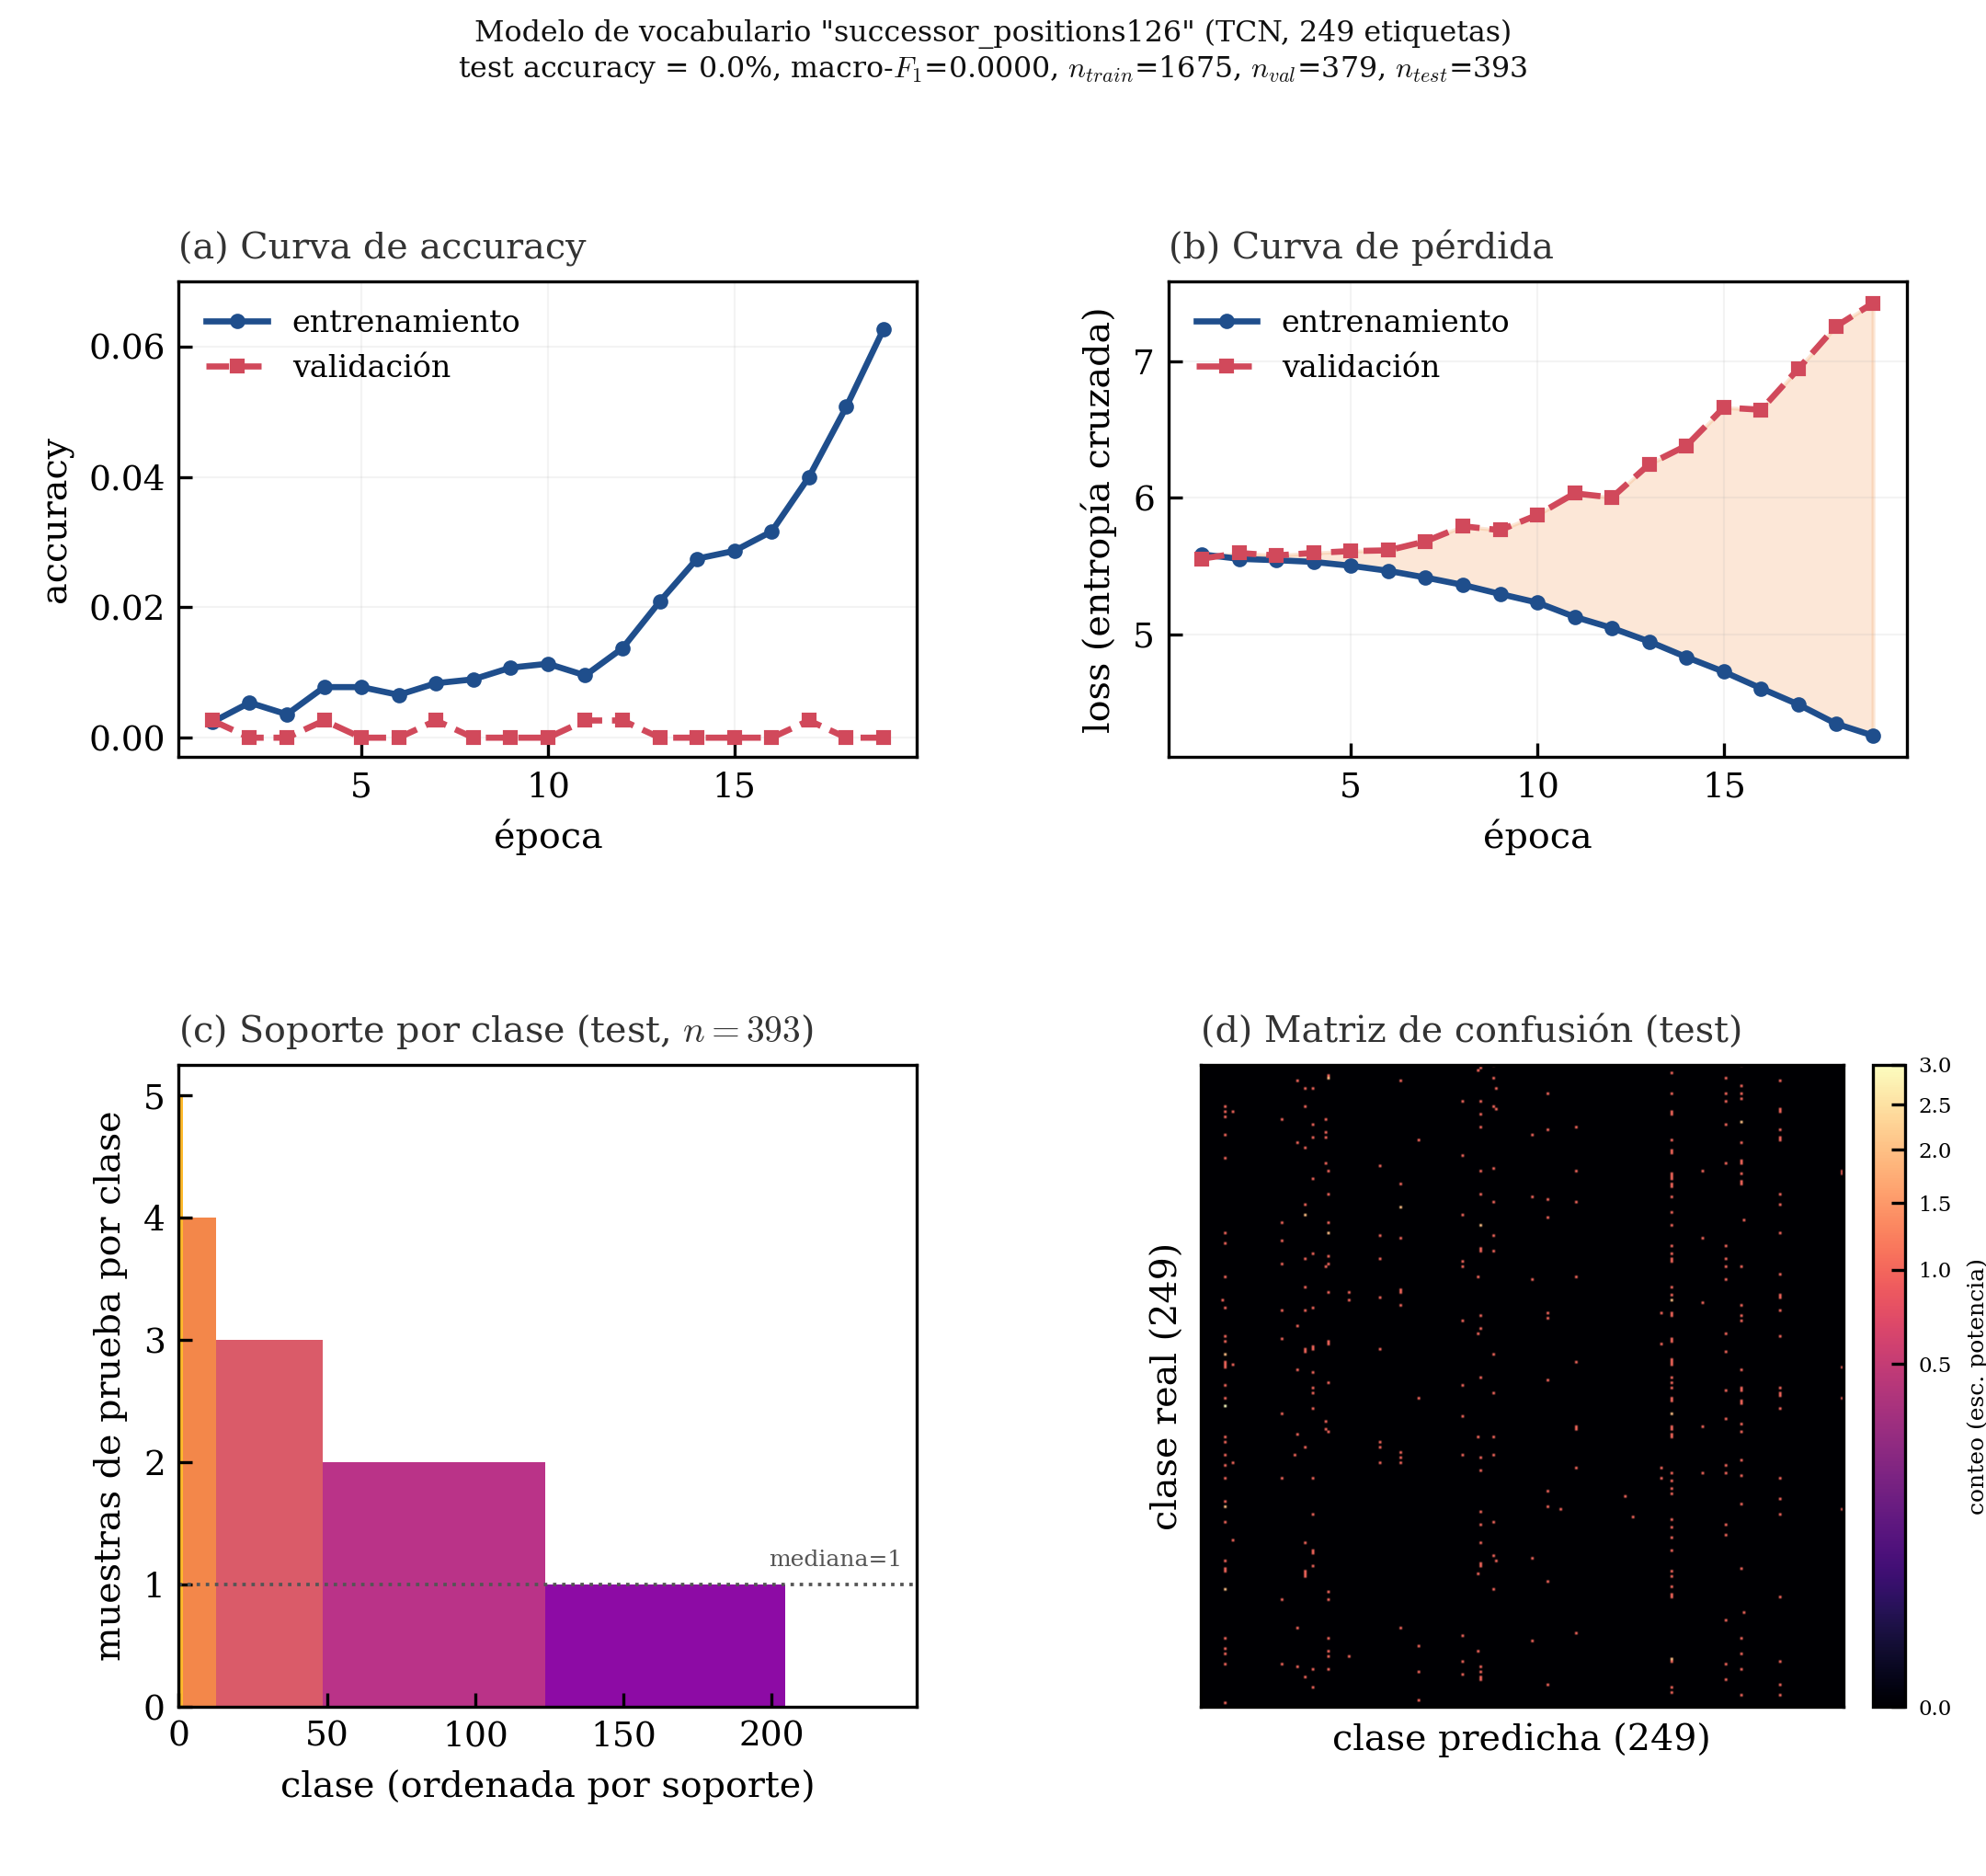 Modelo de vocabulario "successor_positions126" (TCN, 249 etiquetas)
test accuracy = 0.0%, macro-F1=0.0000, ntrain=1675, nval=379, ntest=393
(a) Curva de accuracy
entrenamiento
validación
0.06
0.04
0.02
0.00
accuracy
5 10 15
época
(b) Curva de pérdida
entrenamiento
validación
7
6
5
loss (entropía cruzada)
5 10 15
época
(c) Soporte por clase (test, n = 393)
5
4
3
2
1
0
muestras de prueba por clase
mediana=1
0 50 100 150 200
clase (ordenada por soporte)
(d) Matriz de confusión (test)
clase real (249)
clase predicha (249)
3.0
2.5
2.0
1.5
1.0
0.5
0.0
conteo (esc. potencia)